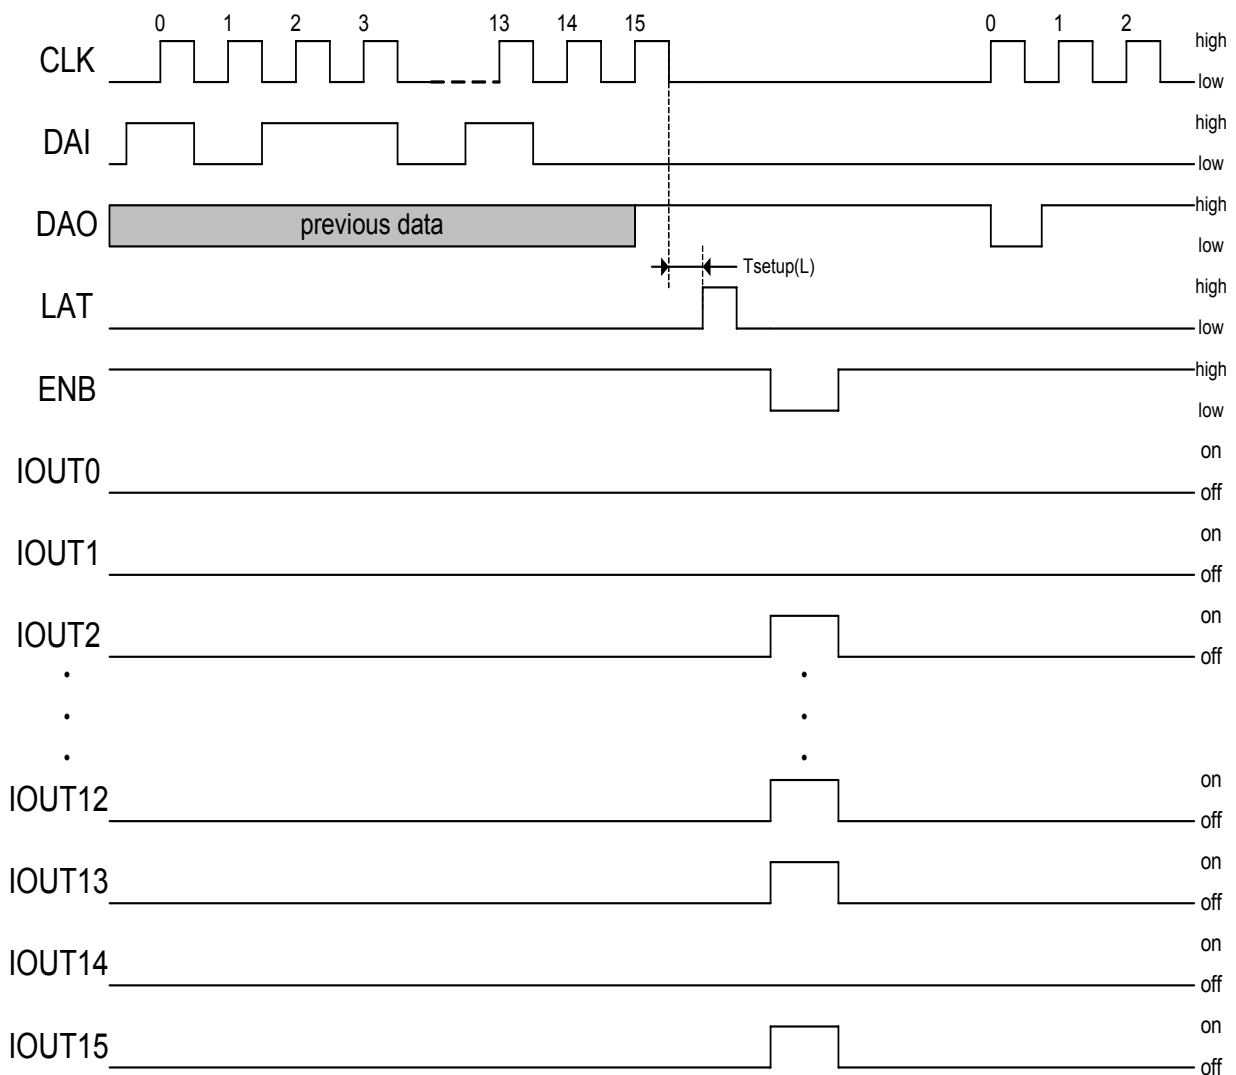 0 1 2 3 13 14 15 0 1 2
CLK high
low
DAI high
low
DAO previous data high
low
Tsetup(L)
LAT high
low
ENB high
low
IOUT0 on
off
IOUT1 on
off
IOUT2 on
off
IOUT12 on
off
IOUT13 on
off
IOUT14 on
off
IOUT15 on
off